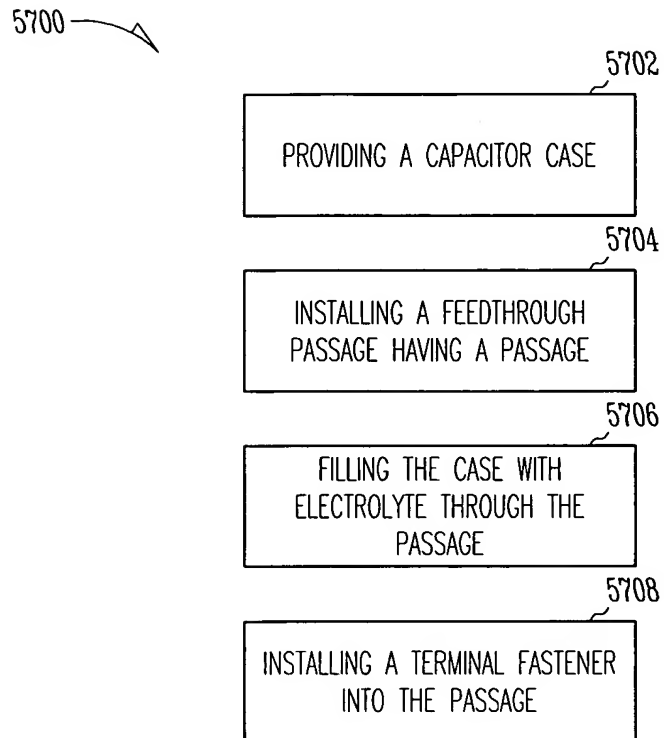 5700
5702
PROVIDING A CAPACITOR CASE
5704
INSTALLING A FEEDTHROUGH
PASSAGE HAVING A PASSAGE
5706
FILLING THE CASE WITH
ELECTROLYTE THROUGH THE
PASSAGE
5708
INSTALLING A TERMINAL FASTENER
INTO THE PASSAGE